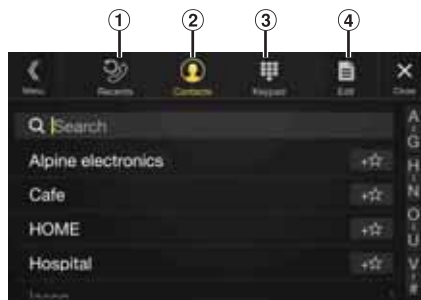 1 2 3 4
Menu Recents Contacts Keypad Edit Close
Search
Alpine electronics
Cafe
HOME
Hospital
A
G
H
N
O
U
V
#